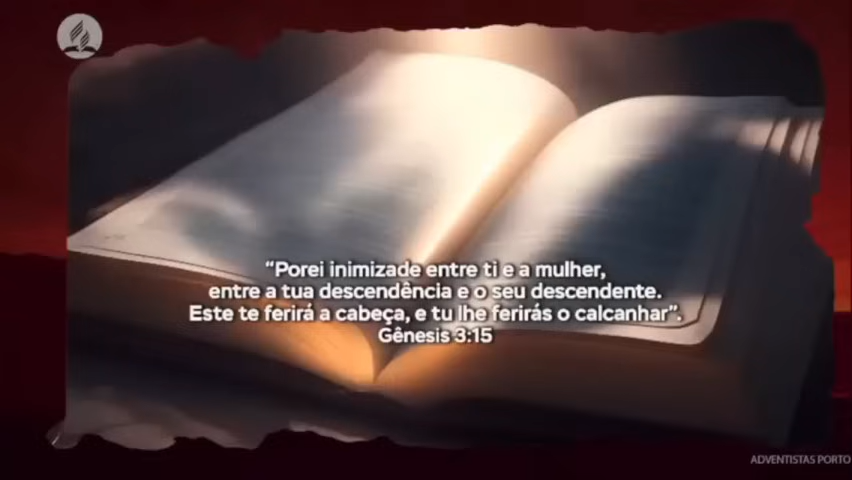 “Porei inimizade entre ti e a mulher,
entre a tua descendência e o seu descendente.
Este te ferirá a cabeça, e tu lhe ferirás o calcanhar”.
Gênesis 3:15
ADVENTISTAS PORTO